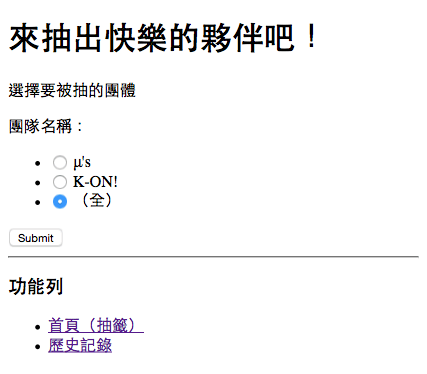 來抽出快樂的夥伴吧！
選擇要被抽的團體
團隊名稱：
μ's
K-ON!
（全）
Submit
功能列
首頁（抽籤）
歷史記錄